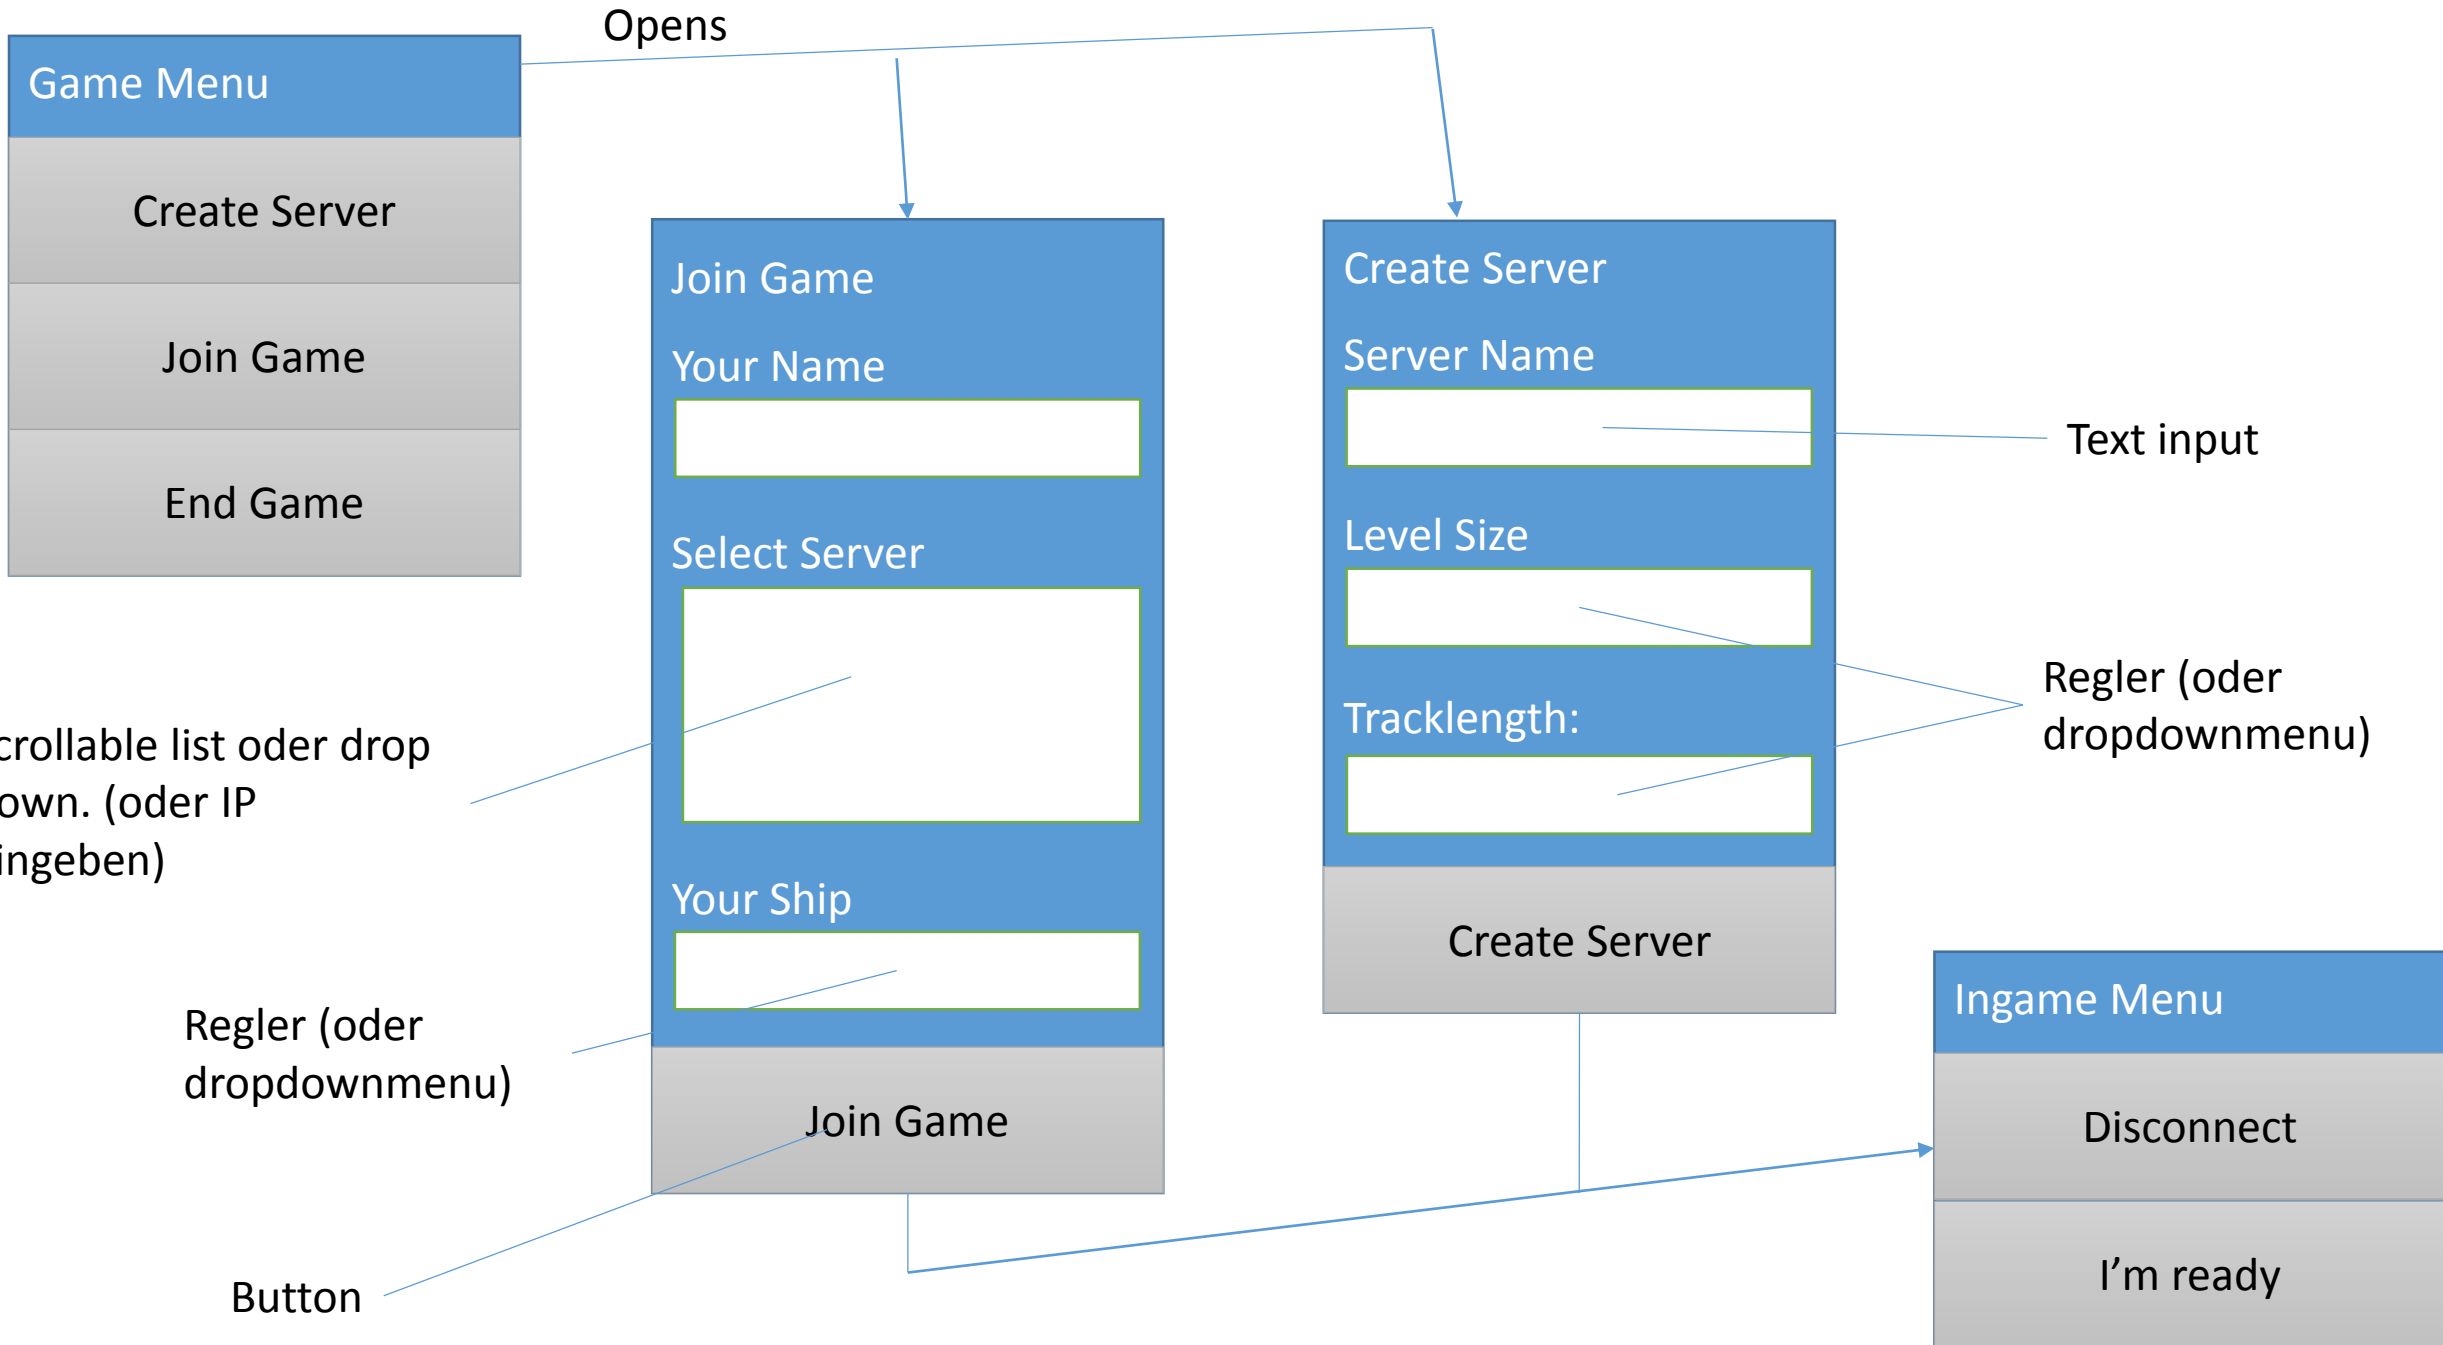 Opens
Game Menu
Create Server
Join Game
End Game
Join Game
Your Name
Select Server
Your Ship
Join Game
Create Server
Server Name
Level Size
Tracklength:
Create Server
Text input
Regler (oder
dropdownmenu)
crollable list oder drop
own. (oder IP
ingeben)
Regler (oder
dropdownmenu)
Button
Ingame Menu
Disconnect
I’m ready